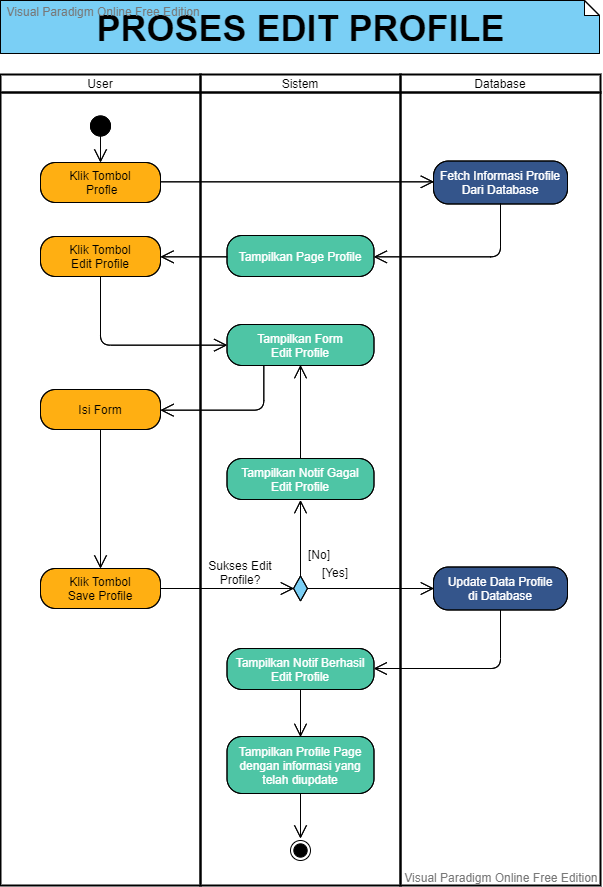 Visual Paradigm Online Free Edition
PROSES EDIT PROFILE
User
Sistem
Database
Klik Tombol
Profle
Fetch Informasi Profile
Dari Database
Klik Tombol
Edit Profile
Tampilkan Page Profile
Tampilkan Form
Edit Profile
Isi Form
Tampilkan Notif Gagal
Edit Profile
[No]
[Yes]
Sukses Edit
Profile?
Klik Tombol
Save Profile
Update Data Profile
di Database
Tampilkan Notif Berhasil
Edit Profile
Tampilkan Profile Page
dengan informasi yang
telah diupdate
Visual Paradigm Online Free Edition